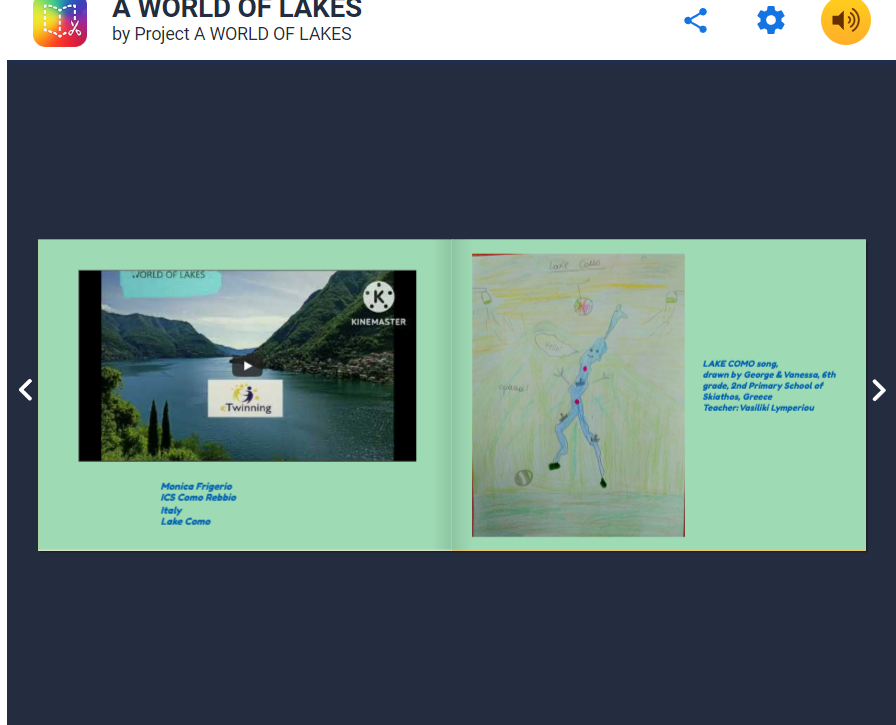 A WORLD OF LAKES
by Project A WORLD OF LAKES
WORLD OF LAKES
K
KINEMASTER
eTwinning
Monica Frigerio
ICS Como Rebbio
Italy
Lake Como
Lake Como
LAKE COMO song,
drawn by George & Vanessa, 6th
grade, 2nd Primary School of
Skiathos, Greece
Teacher: Vasiliki Lymperiou